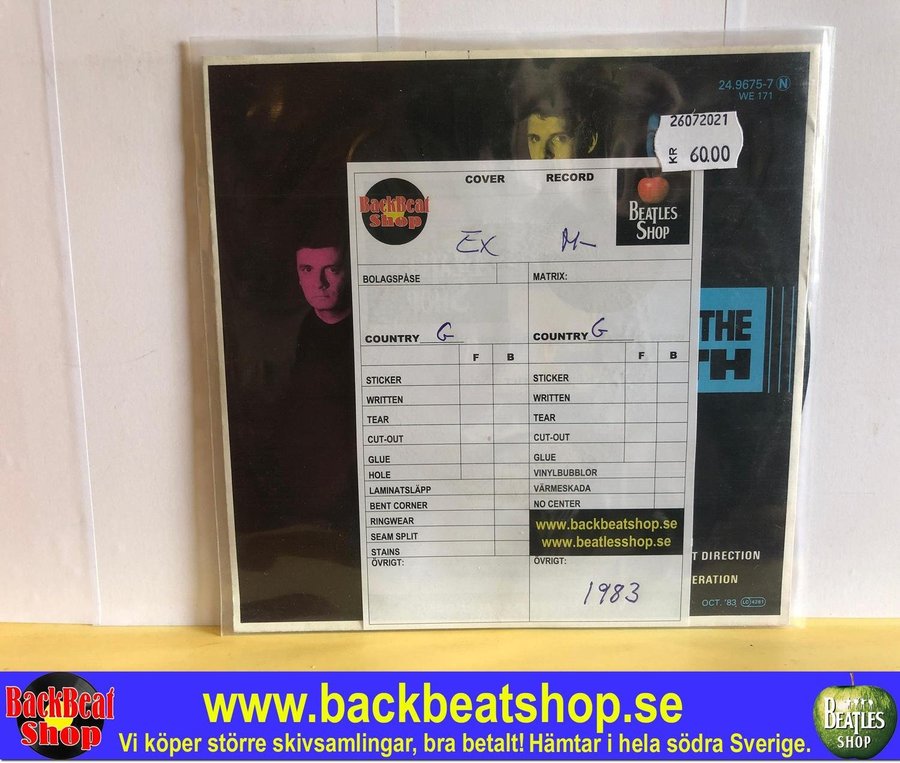 24.9675-7 N
WE 171
26072021
KR 60.00
COVER RECORD
BackBeat
Shop
BEATLES
SHOP
EX M-
BOLAGSPÅSE MATRIX:
COUNTRY G COUNTRY G
F B F B
STICKER STICKER
WRITTEN WRITTEN
TEAR TEAR
CUT-OUT CUT-OUT
GLUE GLUE
HOLE VINYLBUBBLOR
LAMINATSLÄPP VÄRMESKADA
BENT CORNER NO CENTER
RINGWEAR
SEAM SPLIT
STAINS
www.backbeatshop.se
www.beatlesshop.se
ÖVRIGT: ÖVRIGT:
1983
THE
TH
T DIRECTION
ERATION
OCT. '83 LC 4281
BackBeat
Shop
www.backbeatshop.se
Vi köper större skivsamlingar, bra betalt! Hämtar i hela södra Sverige.
BEATLES
SHOP